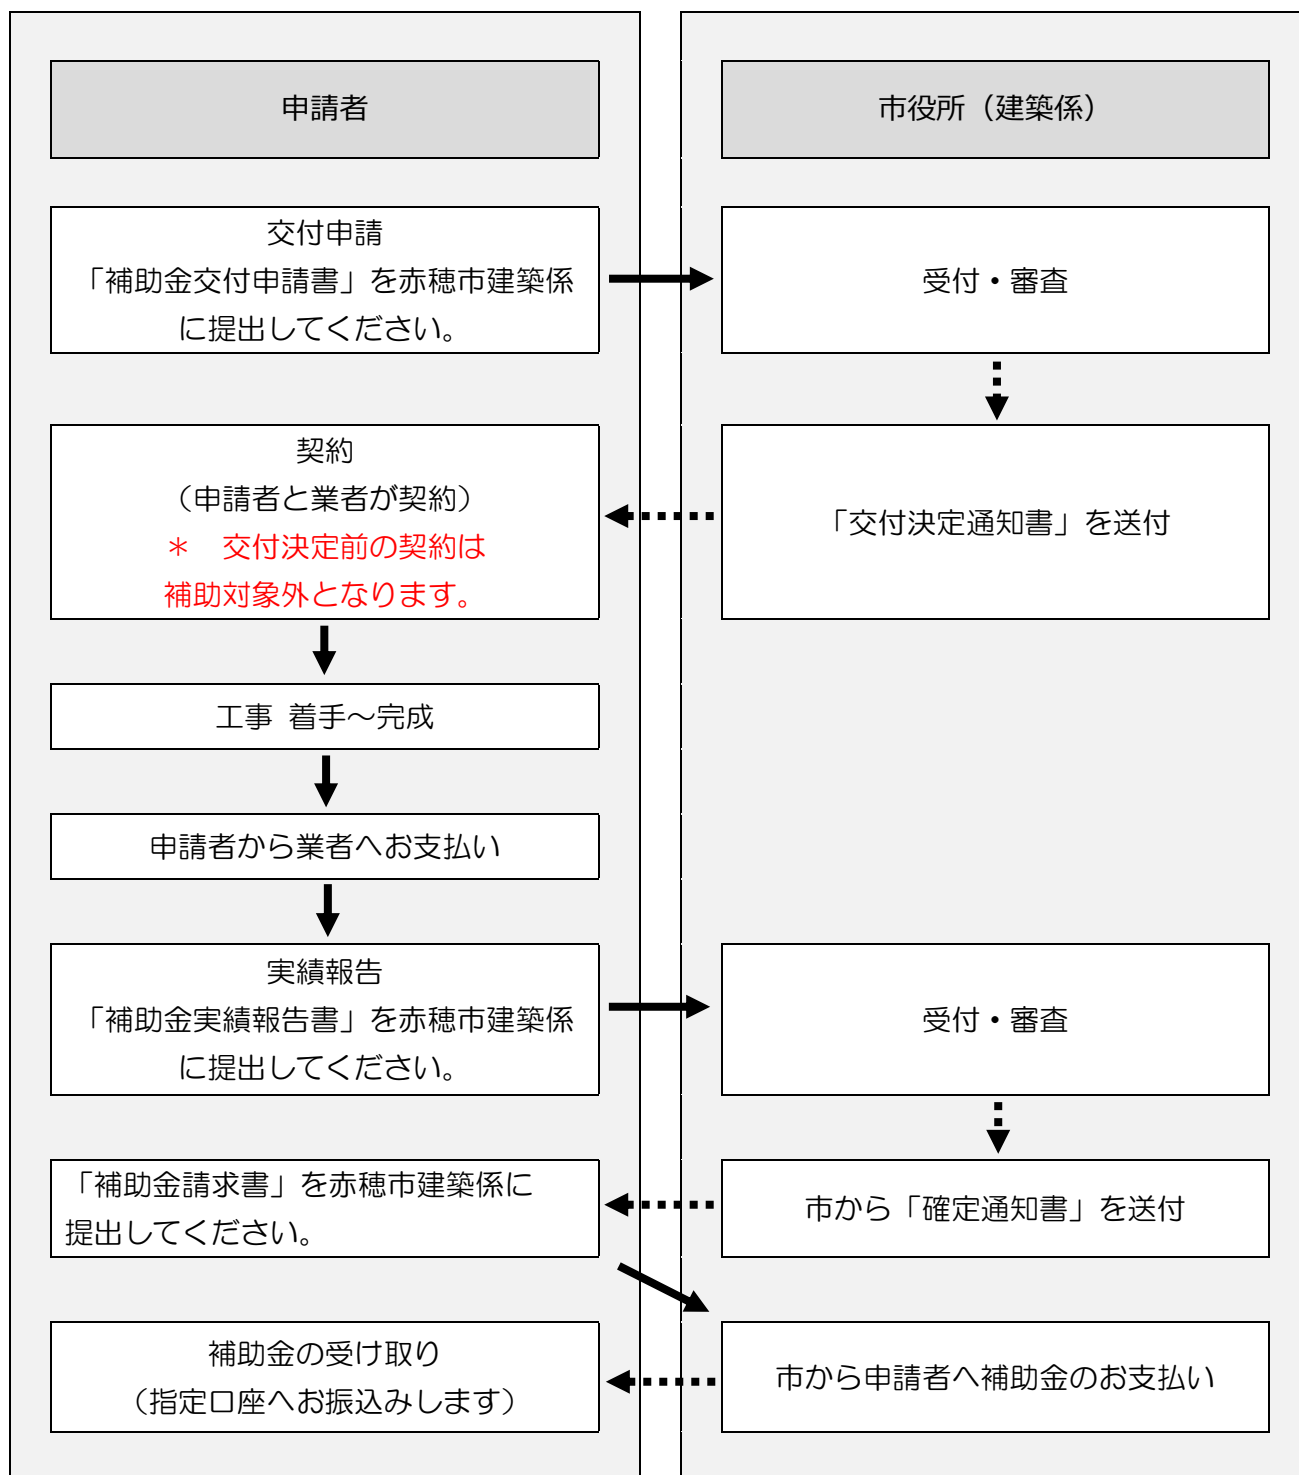 申請者
市役所（建築係）
交付申請
「補助金交付申請書」を赤穂市建築係
に提出してください。
受付・審査
契約
（申請者と業者が契約）
＊　交付決定前の契約は
補助対象外となります。
「交付決定通知書」を送付
工事 着手～完成
申請者から業者へお支払い
実績報告
「補助金実績報告書」を赤穂市建築係
に提出してください。
受付・審査
市から「確定通知書」を送付
「補助金請求書」を赤穂市建築係に
提出してください。
市から申請者へ補助金のお支払い
補助金の受け取り
（指定口座へお振込みします）